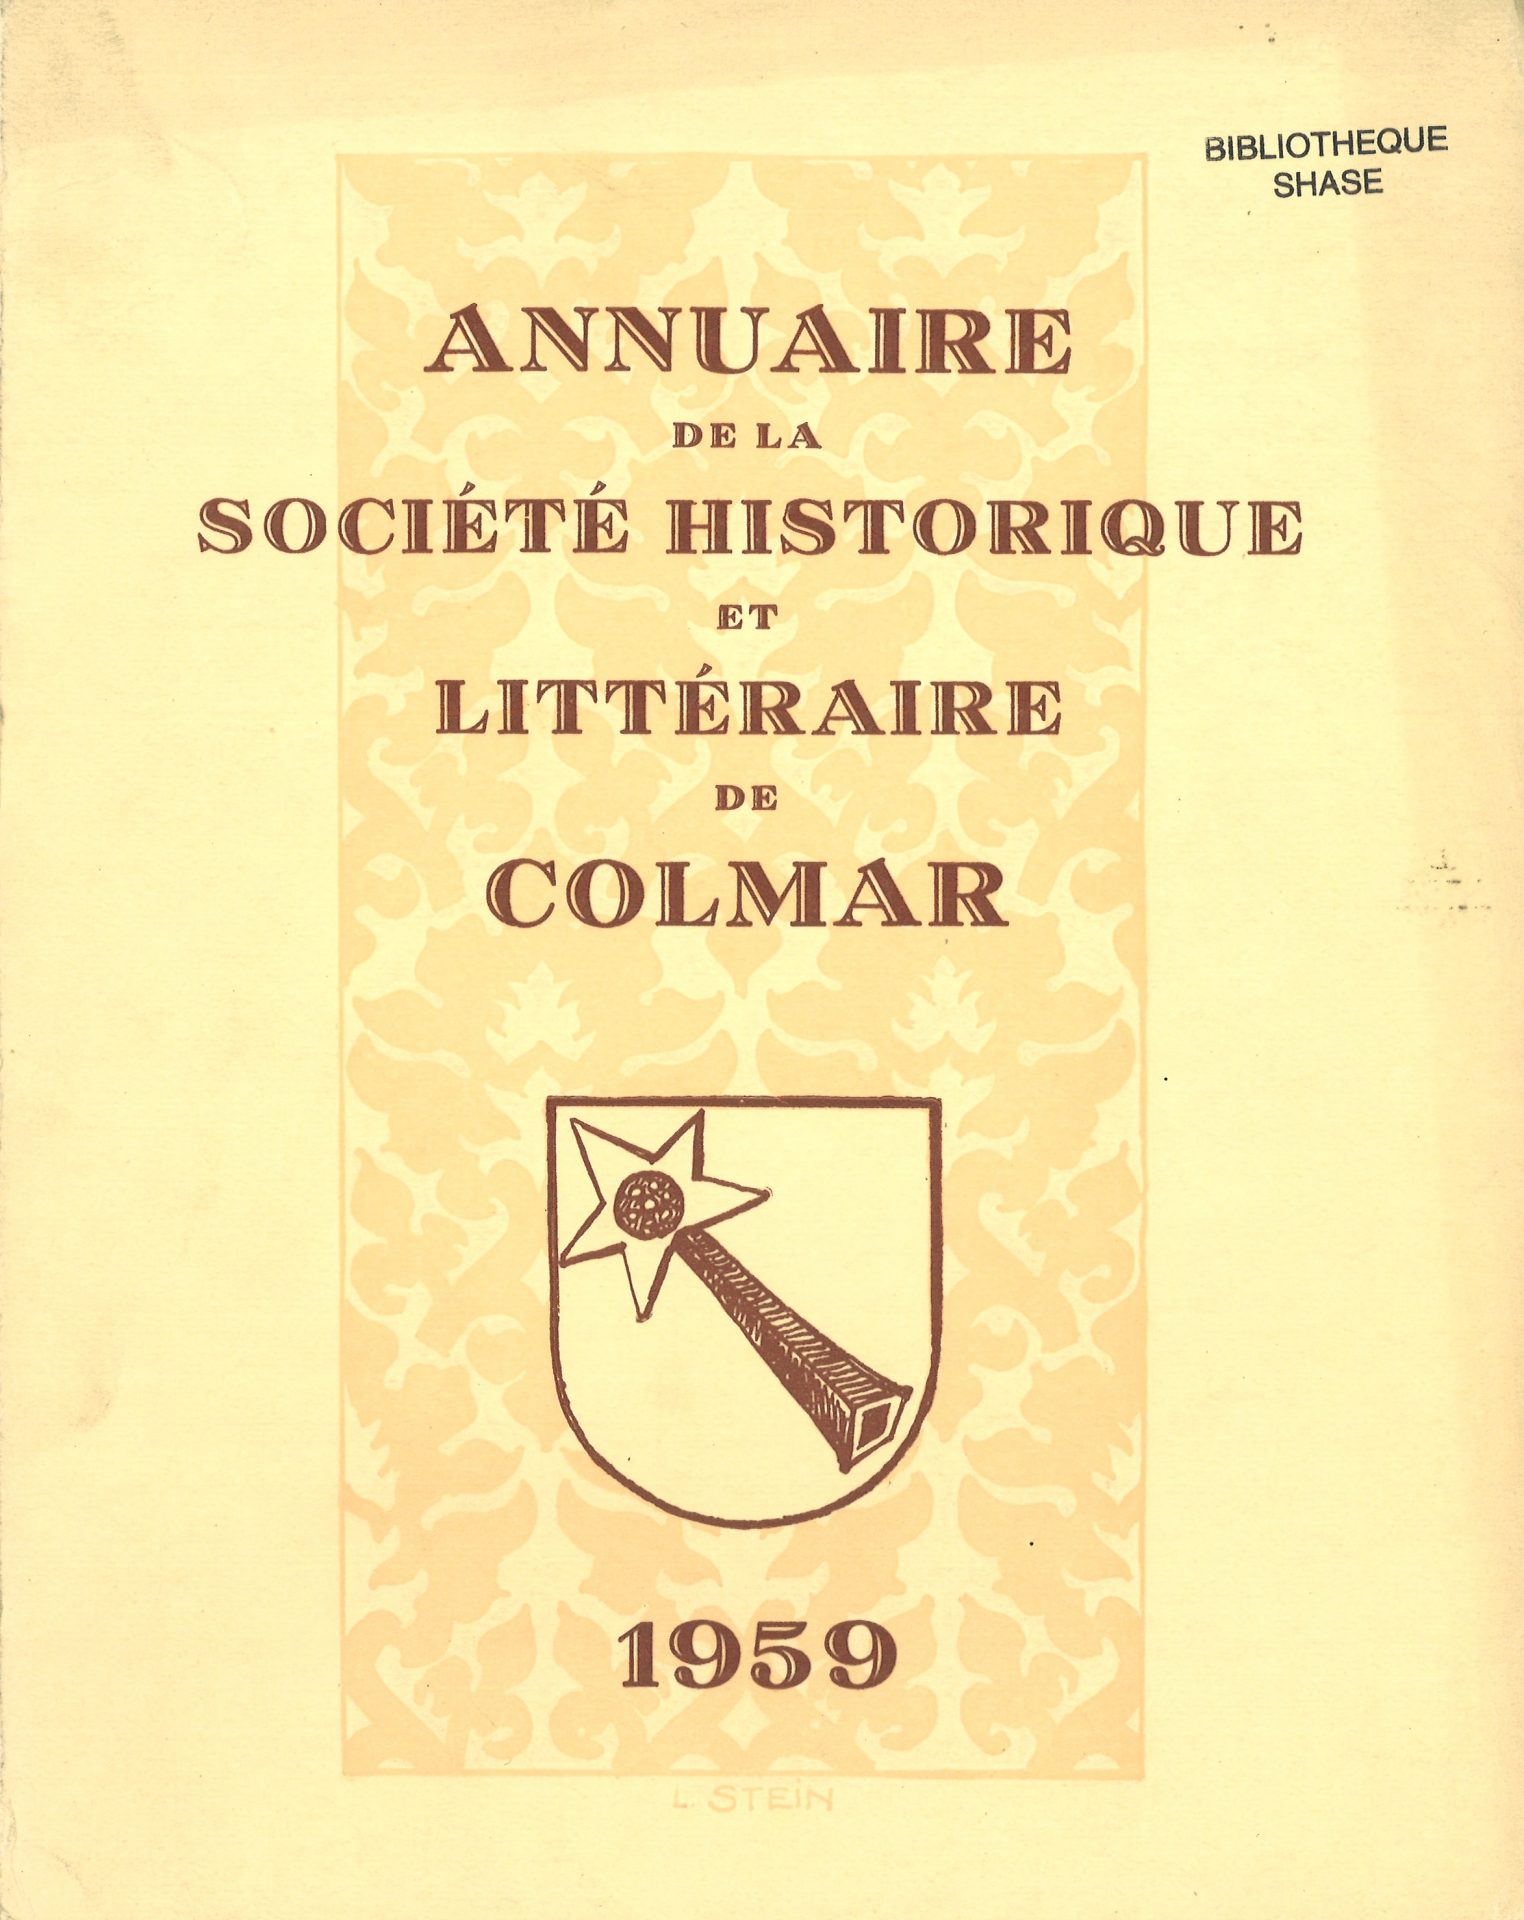 BIBLIOTHEQUE
SHASE
ANNUAIRE
DE LA
SOCIÉTÉ HISTORIQUE
ET
LITTÉRAIRE
DE
COLMAR
1959
L. STEIN